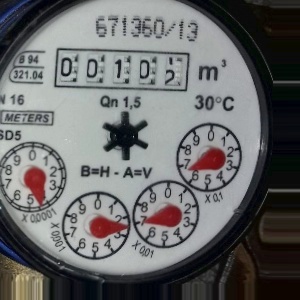 671360/13
8 94
321.04
0 0 1 0 2 m³
N 16
Qn 1,5
30°C
METERS
SD5
B=H - A=V
X 0,1
X 0,0001
X 0,001
X 0,01